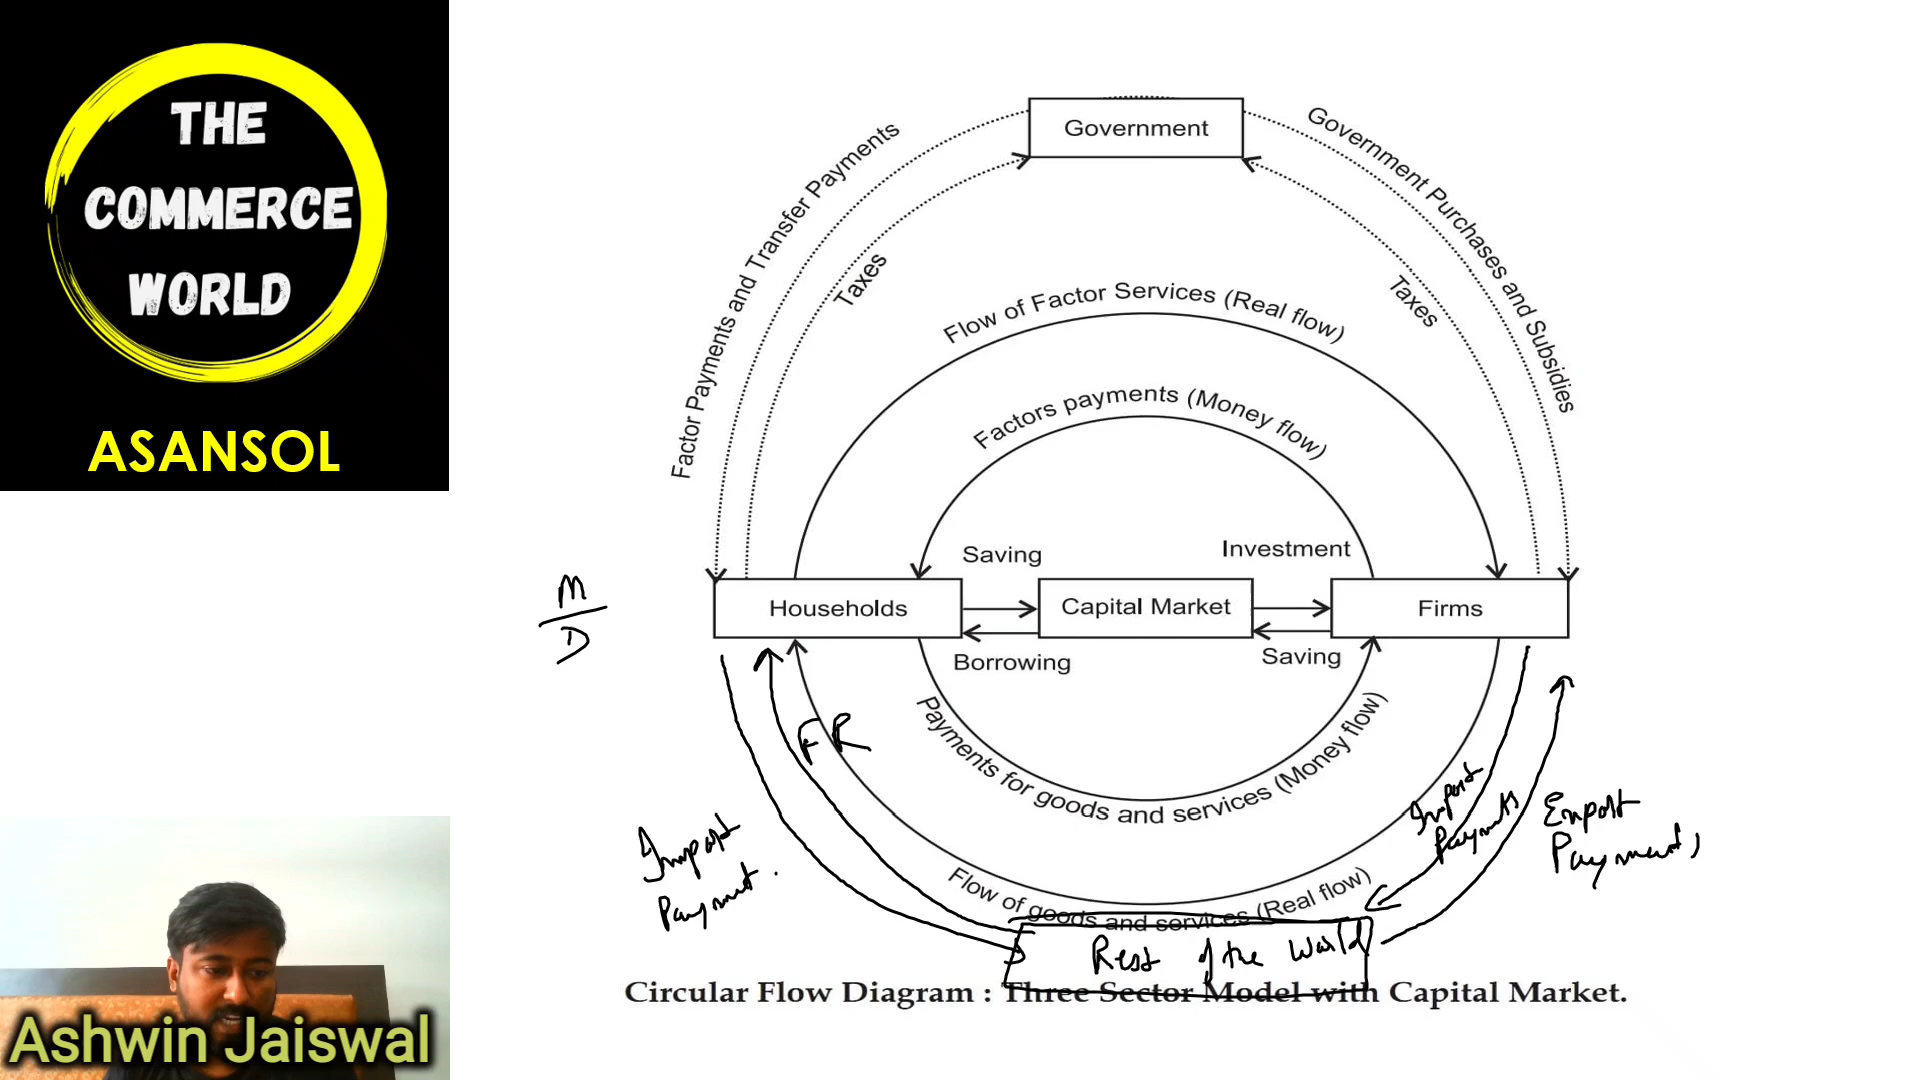 THE
COMMERCE
WORLD
ASANSOL
Government
Factor Payments and Transfer Payments
Taxes
Government Purchases and Subsidies
Taxes
Flow of Factor Services (Real flow)
Factors payments (Money flow)
Saving
Investment
Households
Capital Market
Firms
Borrowing
Saving
M
D
FR
Payments for goods and services (Money flow)
Flow of goods and services (Real flow)
Import
Payment.
Import
Payments
Export
Payments
Rest of the World
Circular Flow Diagram : Three Sector Model with Capital Market.
Ashwin Jaiswal